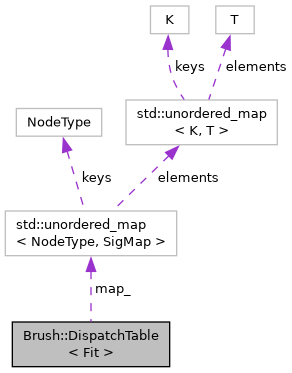 K
T
keys
elements
std::unordered_map
< K, T >
NodeType
keys
elements
std::unordered_map
< NodeType, SigMap >
map_
Brush::DispatchTable
< Fit >